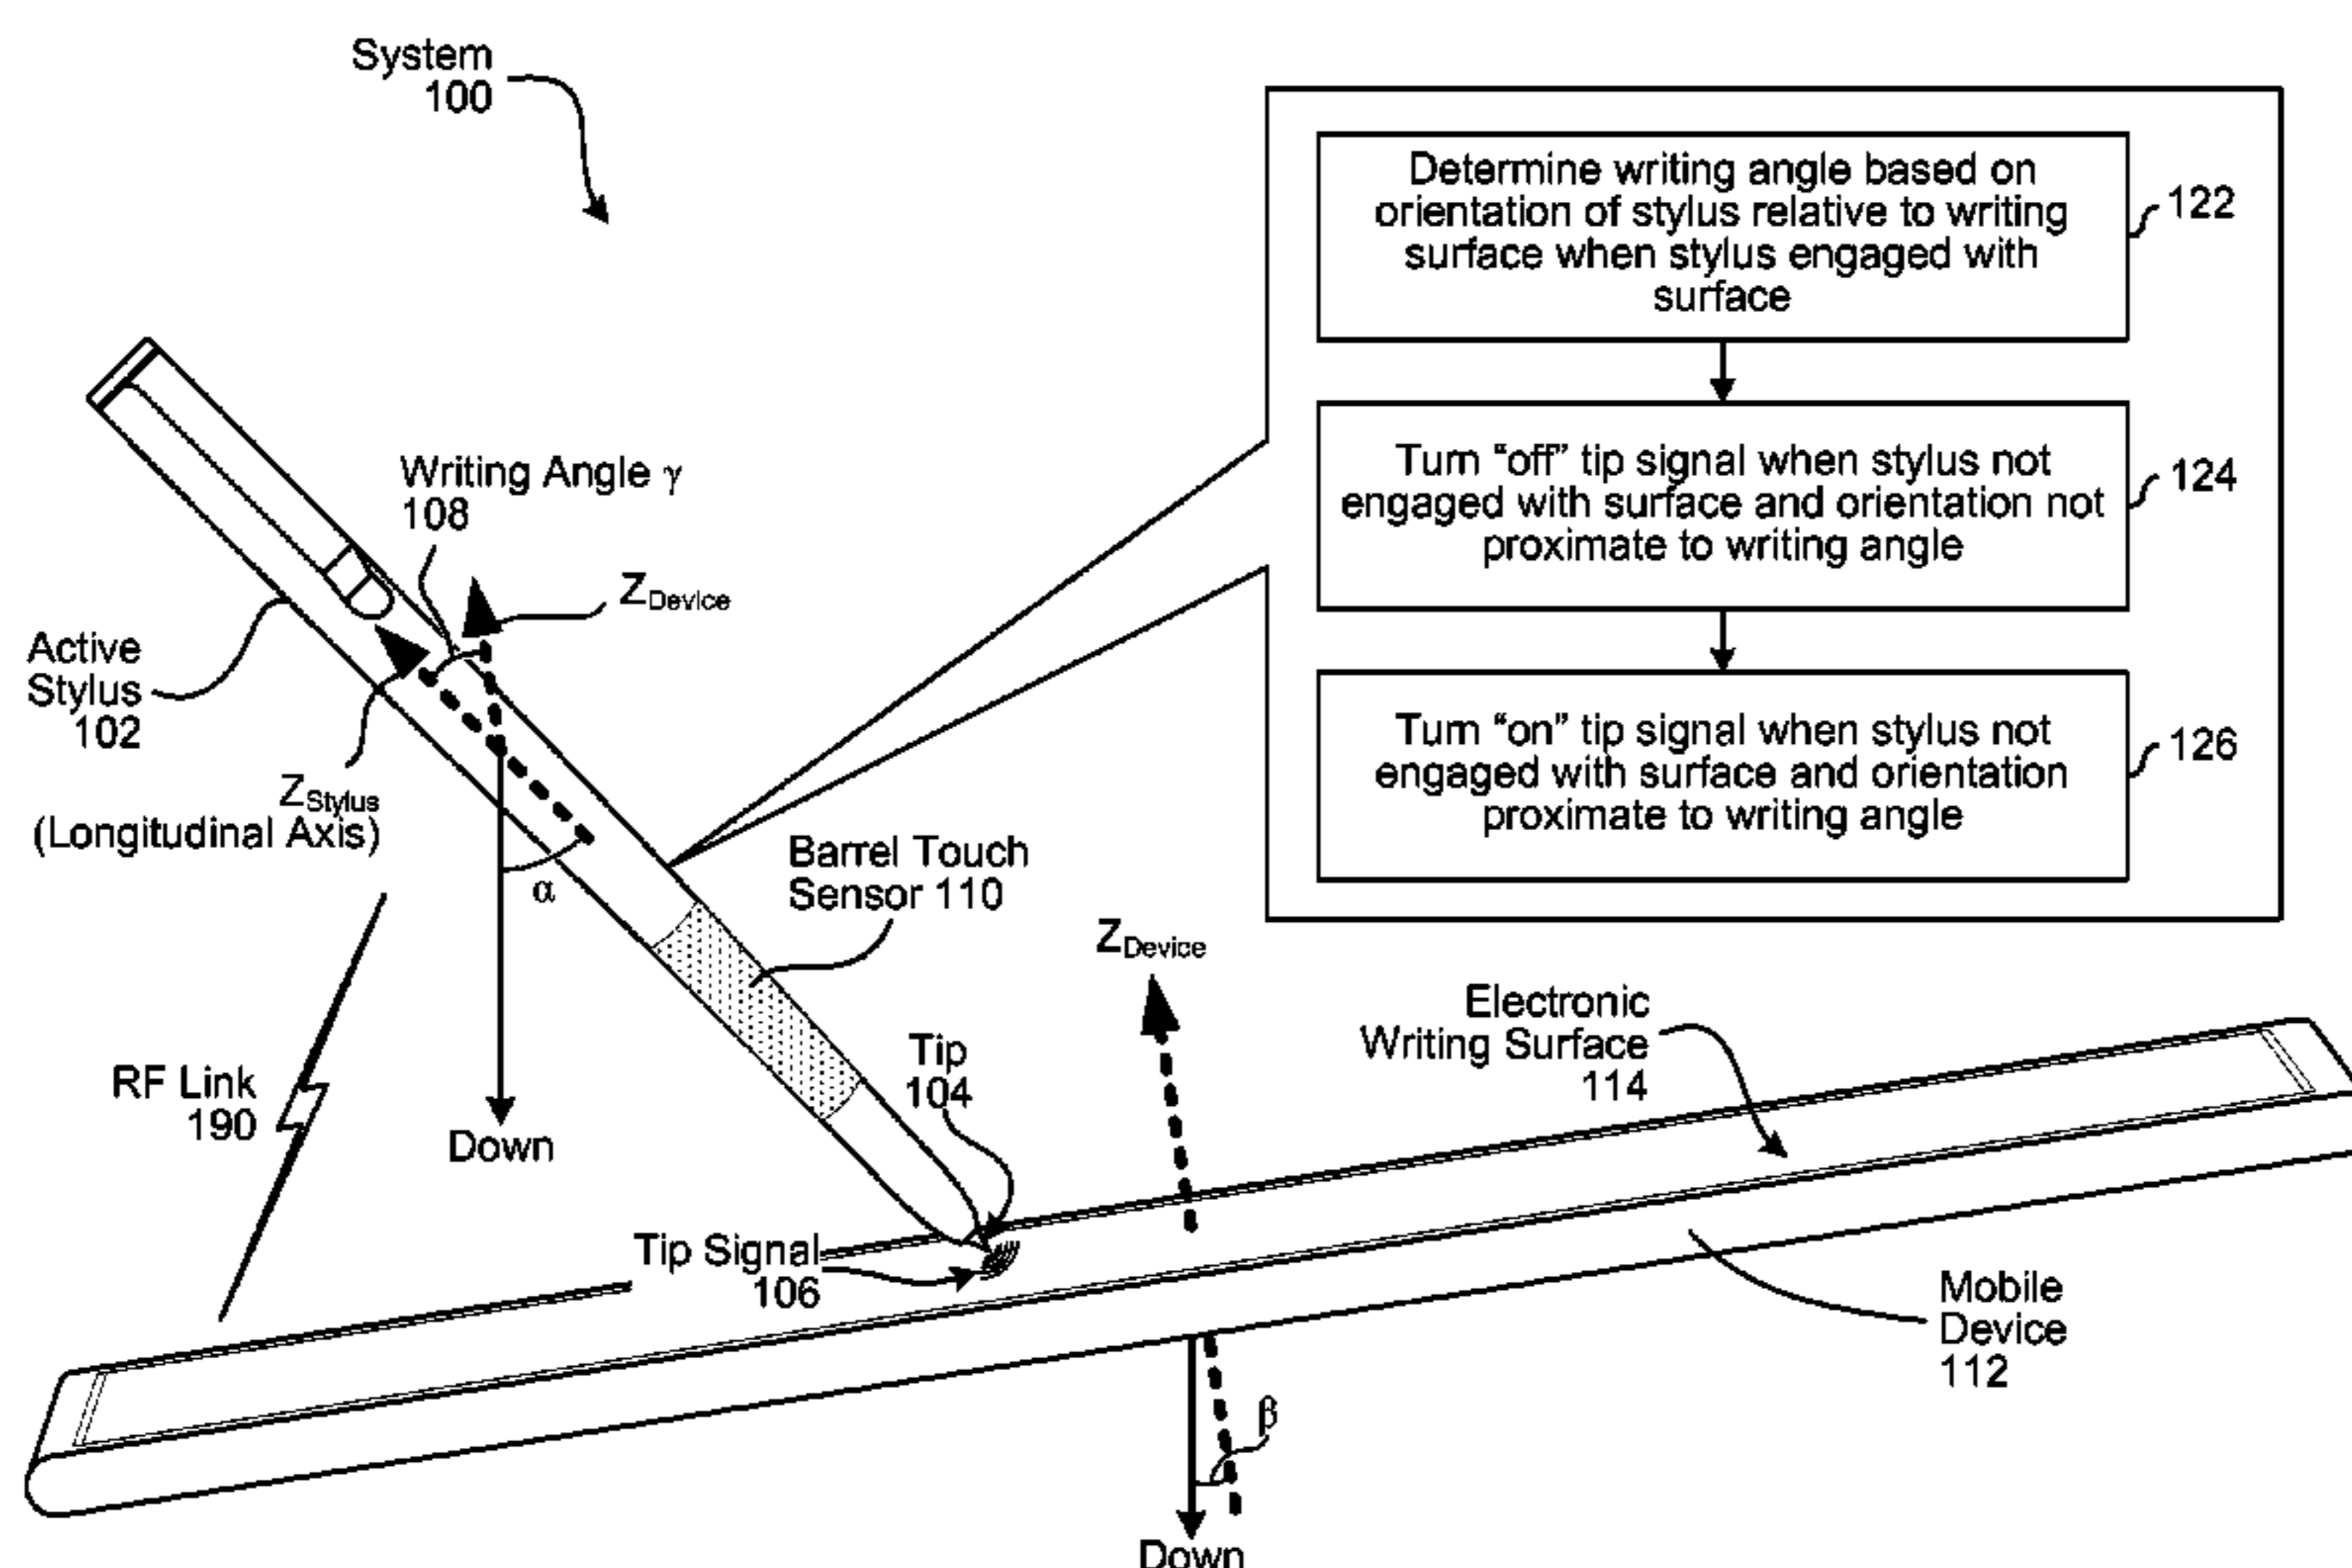 System
100
Determine writing angle based on
orientation of stylus relative to writing
surface when stylus engaged with
surface
122
Turn “off” tip signal when stylus not
engaged with surface and orientation not
proximate to writing angle
124
Turn “on” tip signal when stylus not
engaged with surface and orientation
proximate to writing angle
126
Writing Angle γ
108
ZDevice
Active
Stylus
102
ZStylus
(Longitudinal Axis)
α
Barrel Touch
Sensor 110
RF Link
190
Down
Tip
104
ZDevice
Electronic
Writing Surface
114
Tip Signal
106
Mobile
Device
112
β
Down